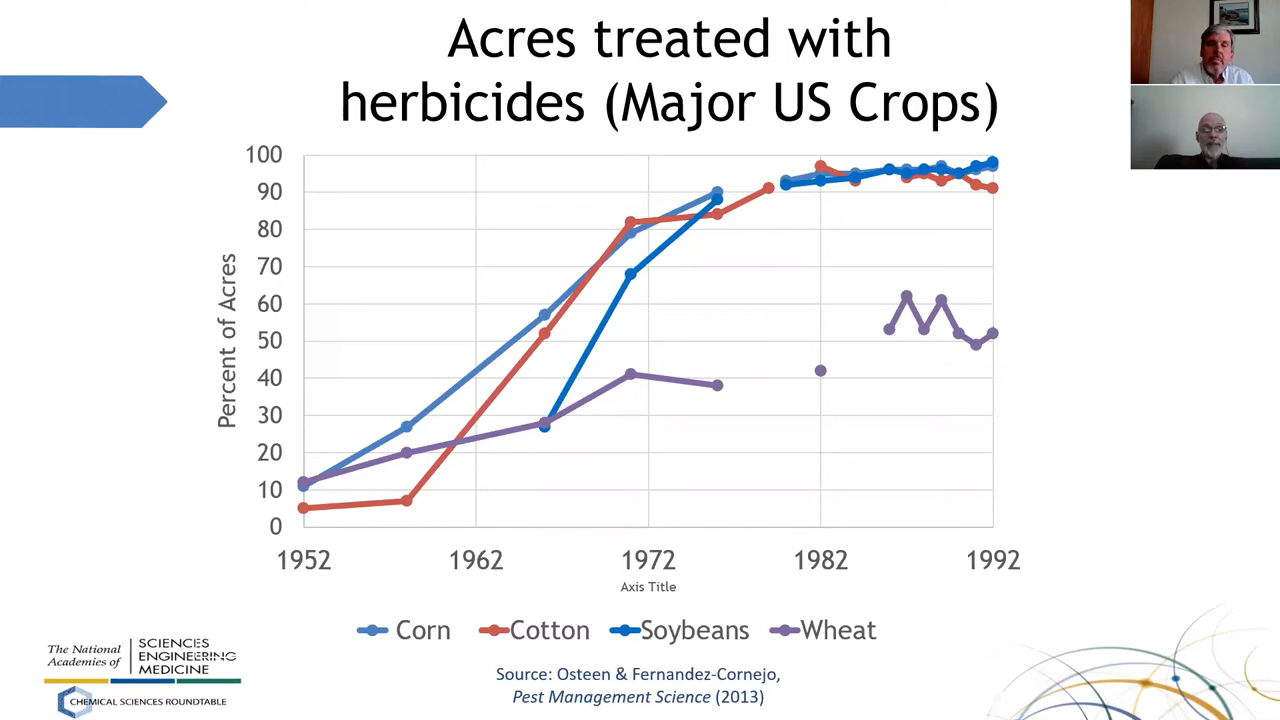 Acres treated with
herbicides (Major US Crops)
100
90
80
70
60
50
40
30
20
10
0
Percent of Acres
1952 1962 1972 1982 1992
Axis Title
Corn Cotton Soybeans Wheat
The National
Academies of
SCIENCES
ENGINEERING
MEDICINE
CHEMICAL SCIENCES ROUNDTABLE
Source: Osteen & Fernandez-Cornejo,
Pest Management Science (2013)